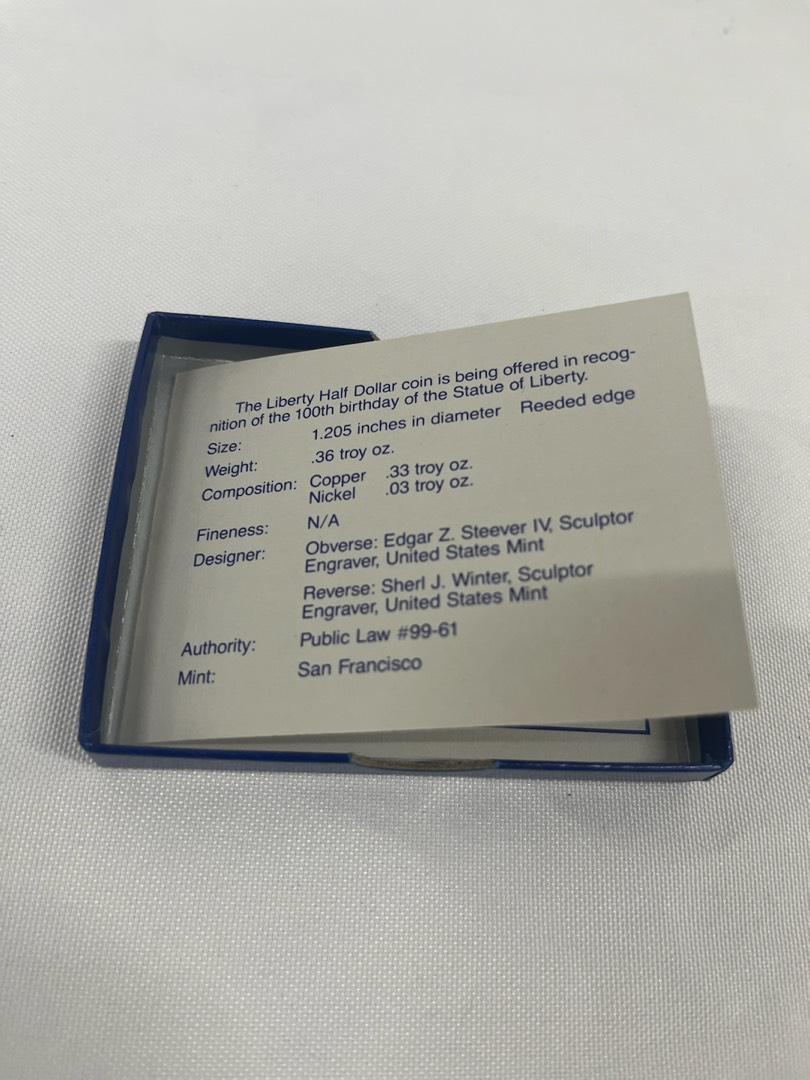 The Liberty Half Dollar coin is being offered in recog-
nition of the 100th birthday of the Statue of Liberty.
Size: 1.205 inches in diameter Reeded edge
Weight: .36 troy oz.
Composition: Copper .33 troy oz.
Nickel .03 troy oz.
Fineness: N/A
Designer: Obverse: Edgar Z. Steever IV, Sculptor
Engraver, United States Mint
Reverse: Sherl J. Winter, Sculptor
Engraver, United States Mint
Authority: Public Law #99-61
Mint: San Francisco